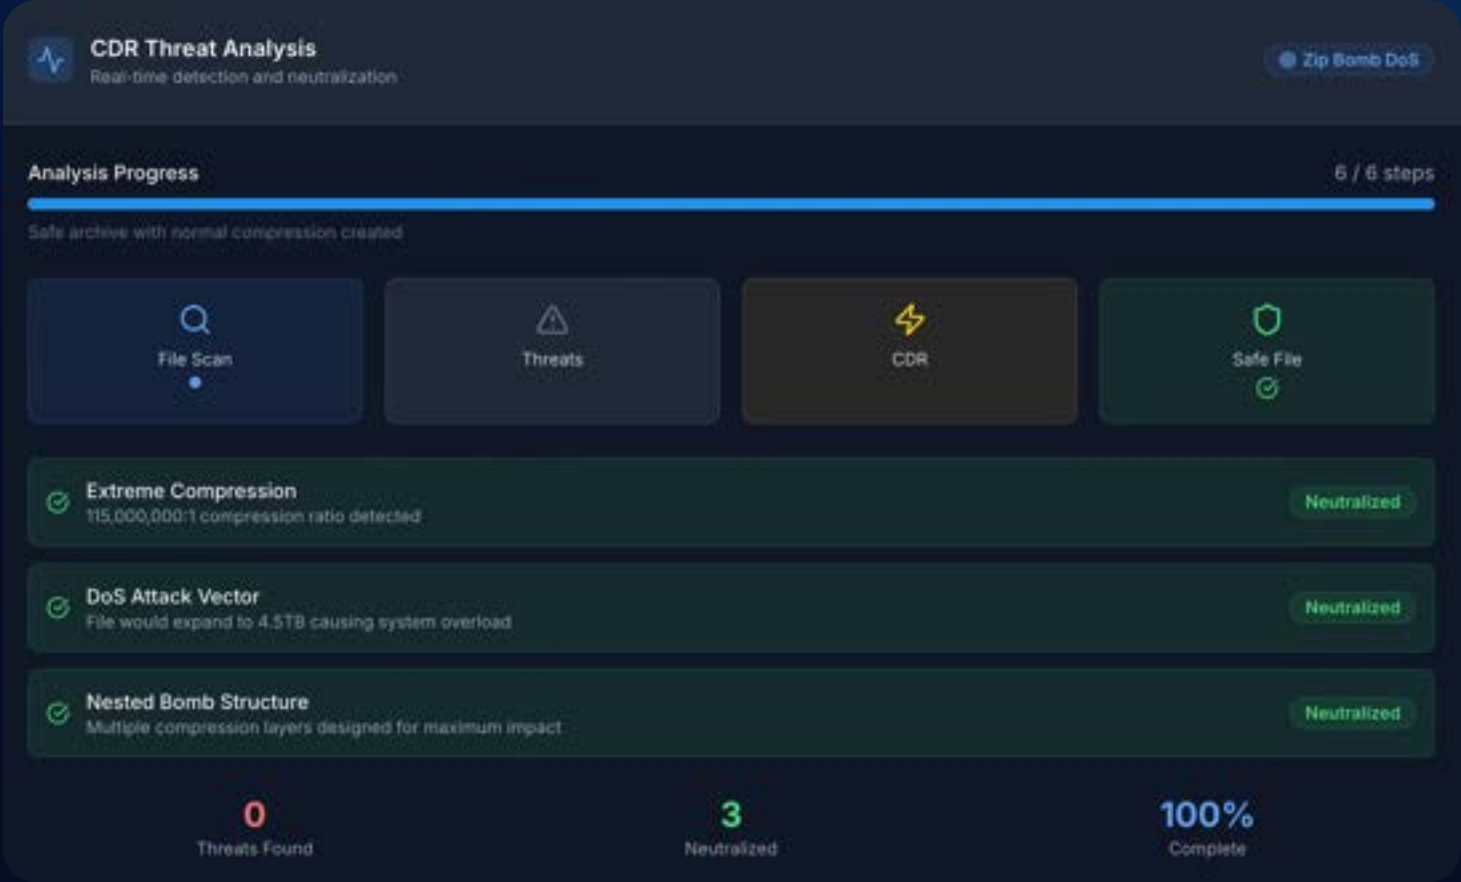 CDR Threat Analysis
Real-time detection and neutralization
Zip Bomb DoS
Analysis Progress
6 / 6 steps
Safe archive with normal compression created
File Scan
Threats
CDR
Safe File
Extreme Compression
115,000,000:1 compression ratio detected
Neutralized
DoS Attack Vector
File would expand to 4.5TB causing system overload
Neutralized
Nested Bomb Structure
Multiple compression layers designed for maximum impact
Neutralized
0
Threats Found
3
Neutralized
100%
Complete